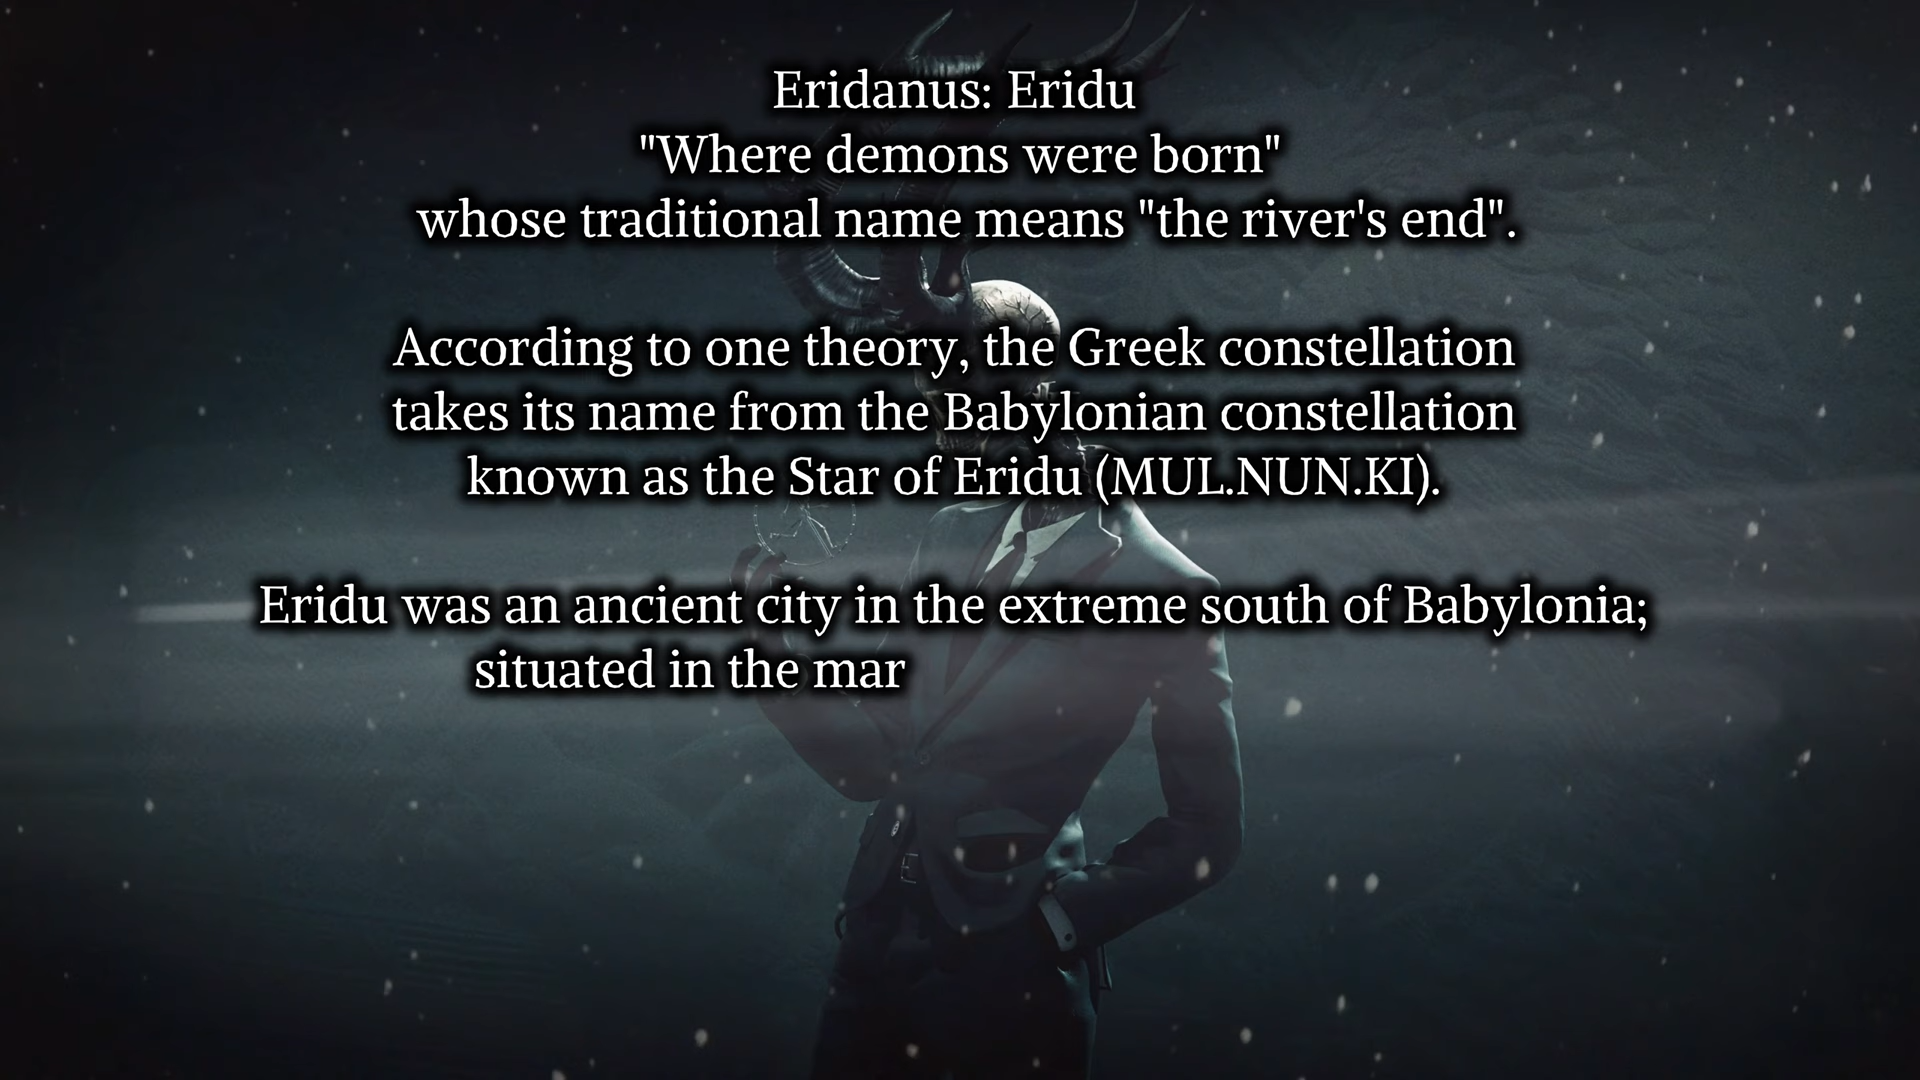 Eridanus: Eridu
"Where demons were born"
whose traditional name means "the river's end".
According to one theory, the Greek constellation
takes its name from the Babylonian constellation
known as the Star of Eridu (MUL.NUN.KI).
Eridu was an ancient city in the extreme south of Babylonia;
situated in the mar